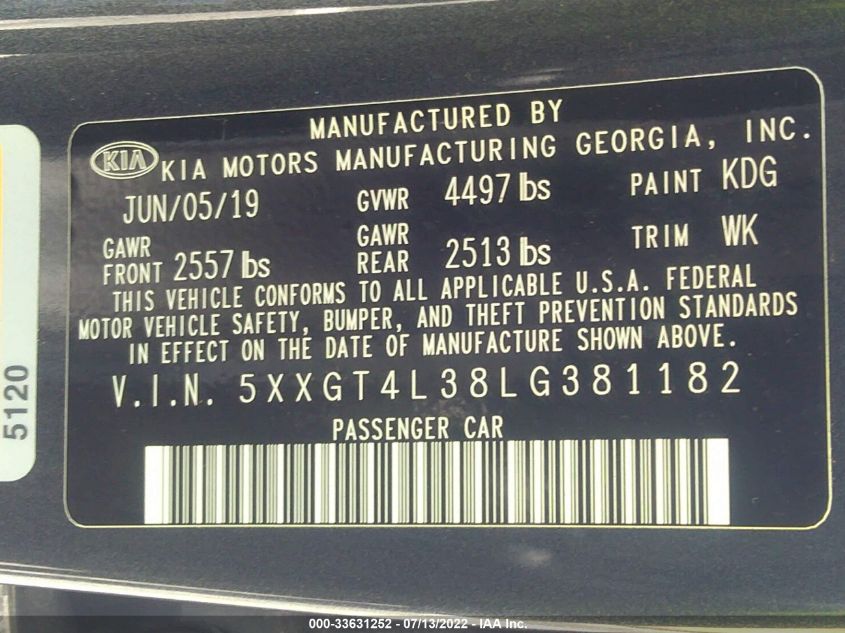 MANUFACTURED BY
KIA KIA MOTORS MANUFACTURING GEORGIA, INC.
JUN/05/19 GVWR 4497 lbs PAINT KDG
GAWR FRONT 2557 lbs GAWR REAR 2513 lbs TRIM WK
THIS VEHICLE CONFORMS TO ALL APPLICABLE U.S.A. FEDERAL
MOTOR VEHICLE SAFETY, BUMPER, AND THEFT PREVENTION STANDARDS
IN EFFECT ON THE DATE OF MANUFACTURE SHOWN ABOVE.
V.I.N. 5XXGT4L38LG381182
PASSENGER CAR
5120
000-33631252 - 07/13/2022 - IAA Inc.